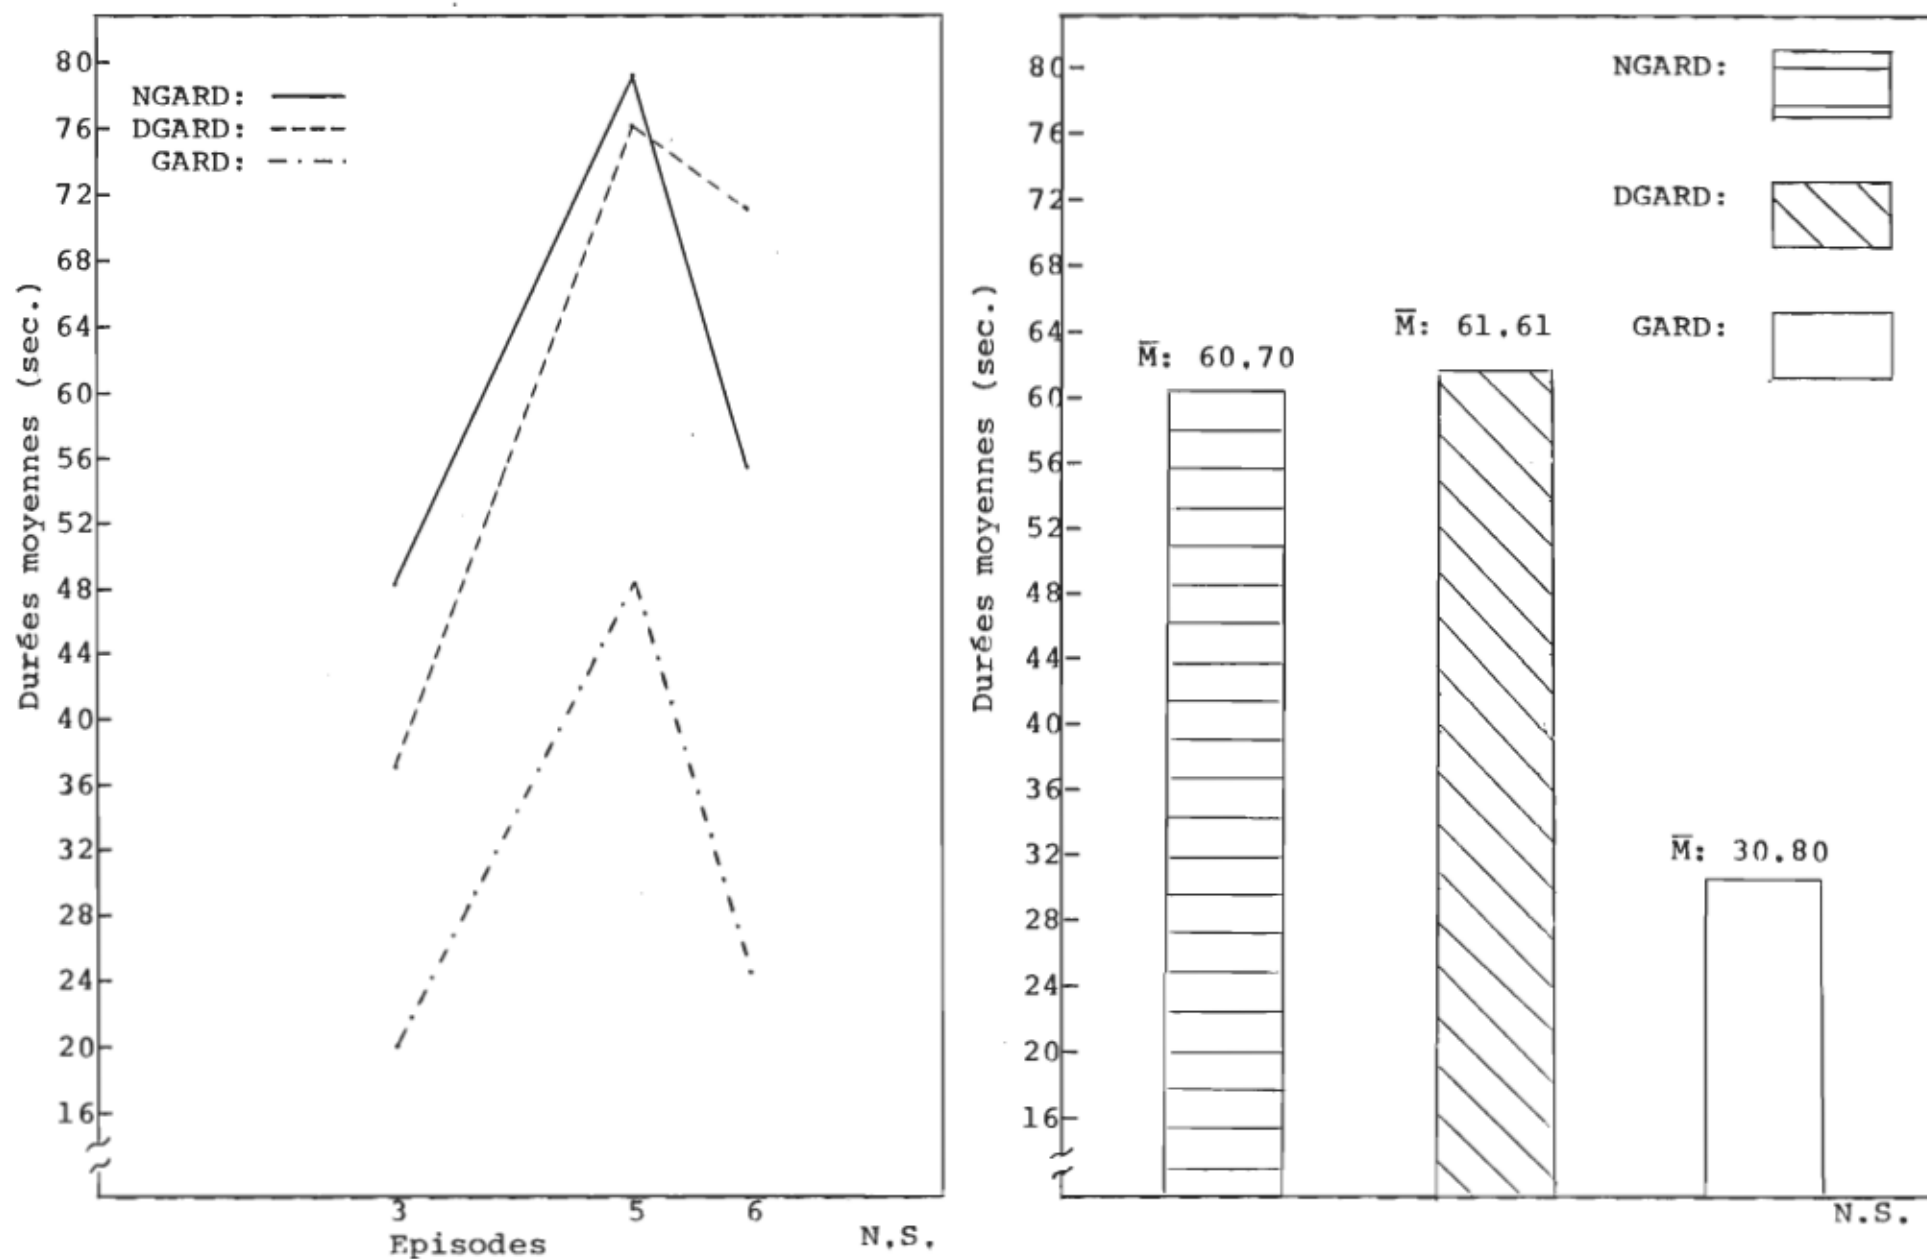 80
NGARD:
DGARD:
GARD:
76
72
68
64
60
56
52
48
44
40
36
32
28
24
20
16
Durées moyennes (sec.)
3
5
6
Episodes
N.S.
80
76
72
68
64
60
56
52
48
44
40
36
32
28
24
20
16
Durées moyennes (sec.)
NGARD:
DGARD:
GARD:
M̅: 60.70
M̅: 61.61
M̅: 30.80
N.S.